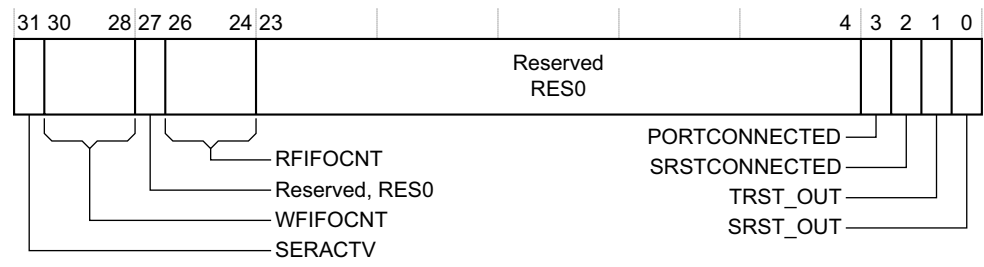 31 30 28 27 26 24 23 4 3 2 1 0
Reserved
RES0
PORTCONNECTED
SRSTCONNECTED
TRST_OUT
SRST_OUT
RFIFOCNT
Reserved, RES0
WFIFOCNT
SERACTV